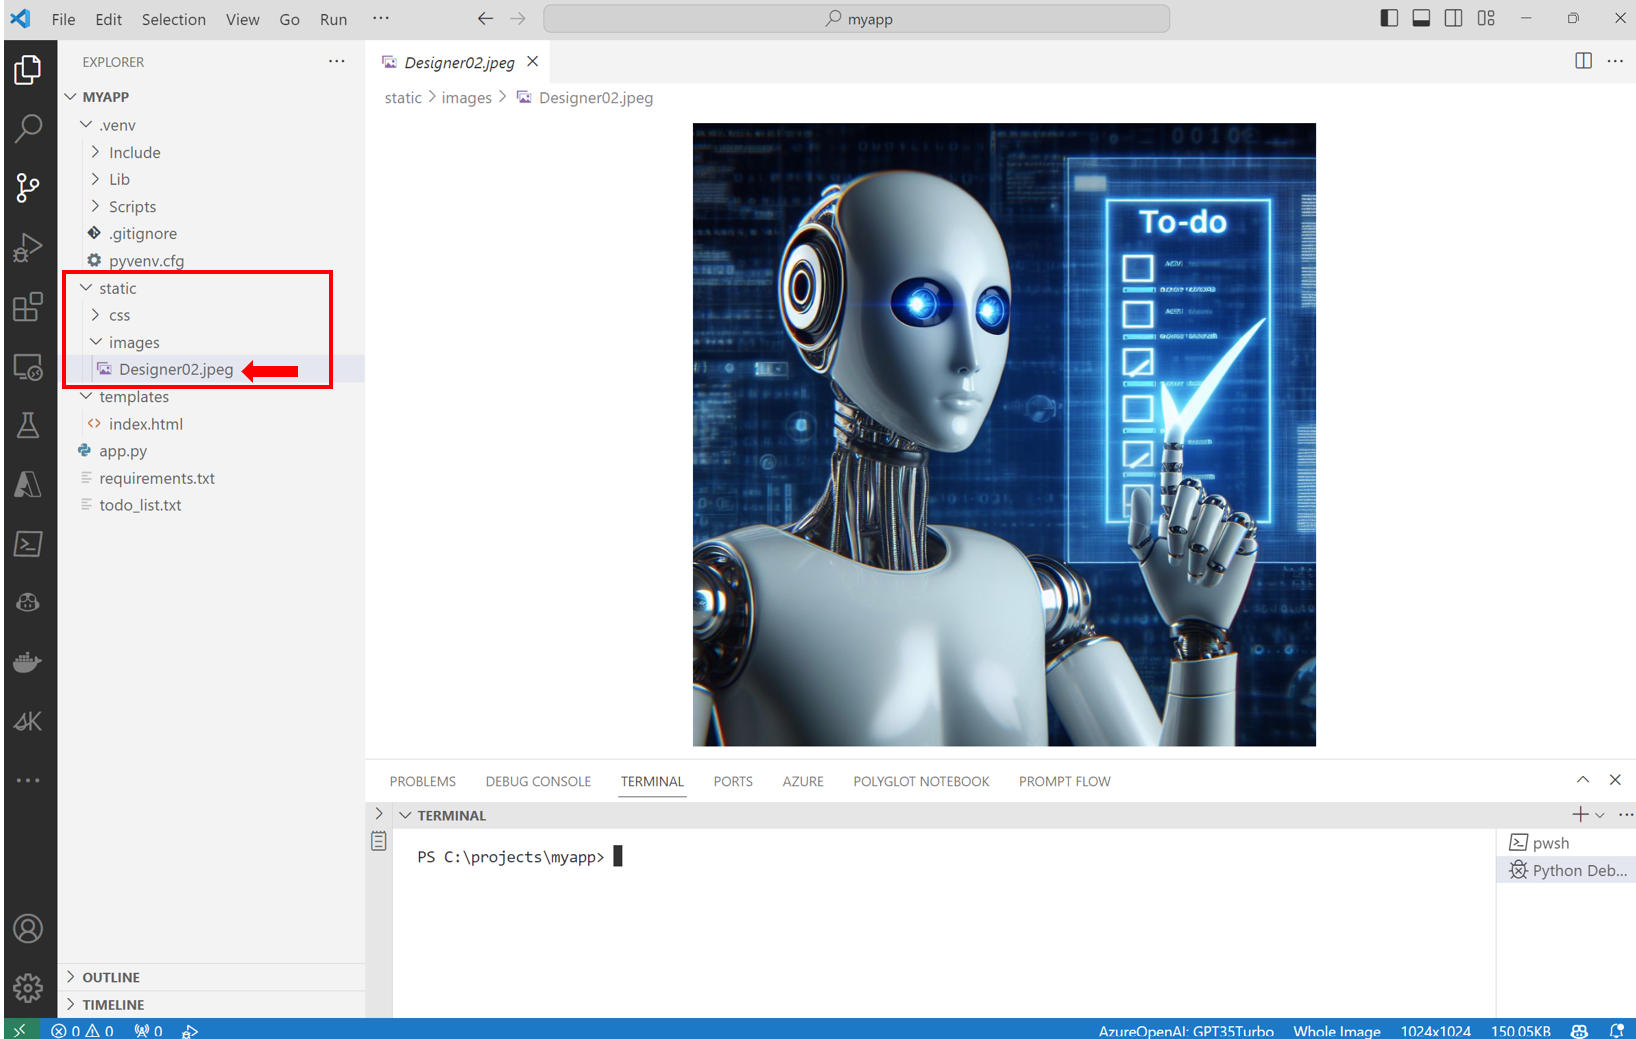 File Edit Selection View Go Run ··· myapp
EXPLORER ···
MYAPP
.venv
Include
Lib
Scripts
.gitignore
pyvenv.cfg
static
css
images
Designer02.jpeg
templates
index.html
app.py
requirements.txt
todo_list.txt
OUTLINE
TIMELINE
Designer02.jpeg
static > images > Designer02.jpeg
To-do
PROBLEMS DEBUG CONSOLE TERMINAL PORTS AZURE POLYGLOT NOTEBOOK PROMPT FLOW
TERMINAL
PS C:\projects\myapp>
pwsh
Python Deb...
0 0 0 AzureOpenAI: GPT35Turbo Whole Image 1024x1024 150.05KB